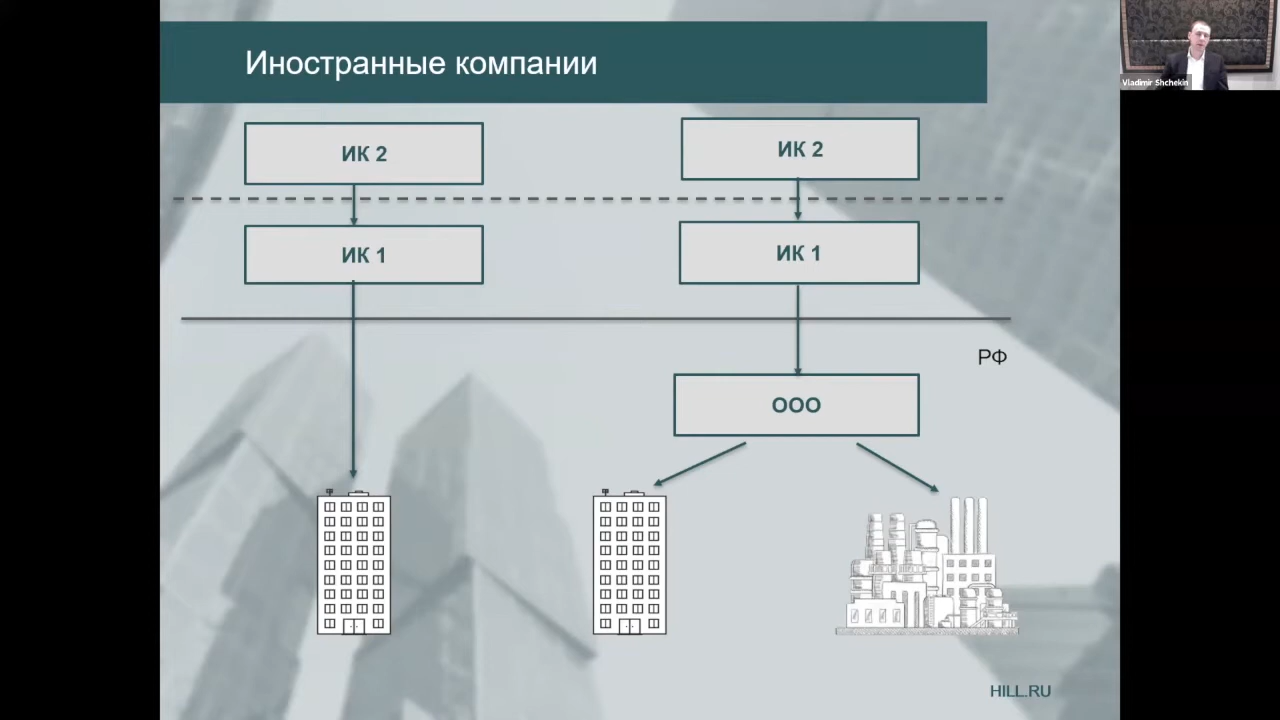 Иностранные компании
Vladimir Shchekin
ИК 2
ИК 2
ИК 1
ИК 1
РФ
ООО
HILL.RU